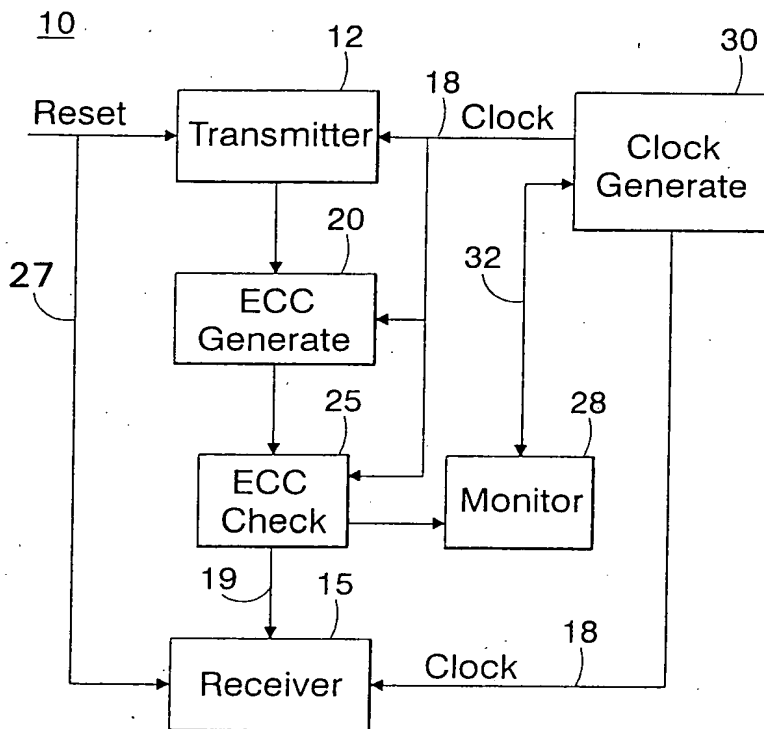 10
12
30
Reset
18
Clock
Transmitter
Clock
Generate
20
27
32
ECC
Generate
25
28
ECC
Check
Monitor
19
15
18
Clock
Receiver